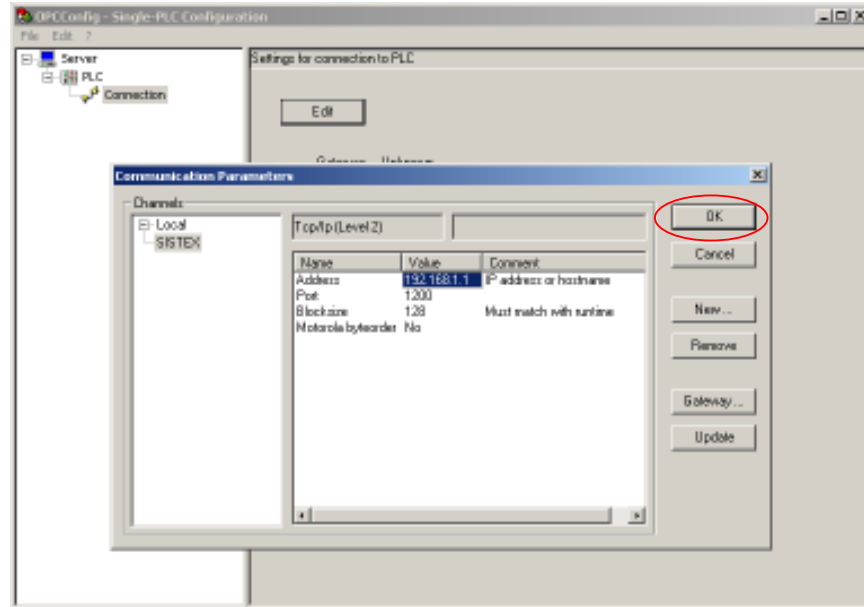 OPCConfig - Single-PLC Configuration
File Edit ?
Server
PLC
Connection
Settings for connection to PLC
Edit
Gateway Unknown
Communication Parameters
Channels
Local
SISTEX
Tcp/Ip (Level 2)
Name Value Comment
Address 192.168.1.1 IP address or hostname
Port 1200
Blocksize 128 Must match with runtime
Motorola byteorder No
OK
Cancel
New...
Remove
Gateway...
Update